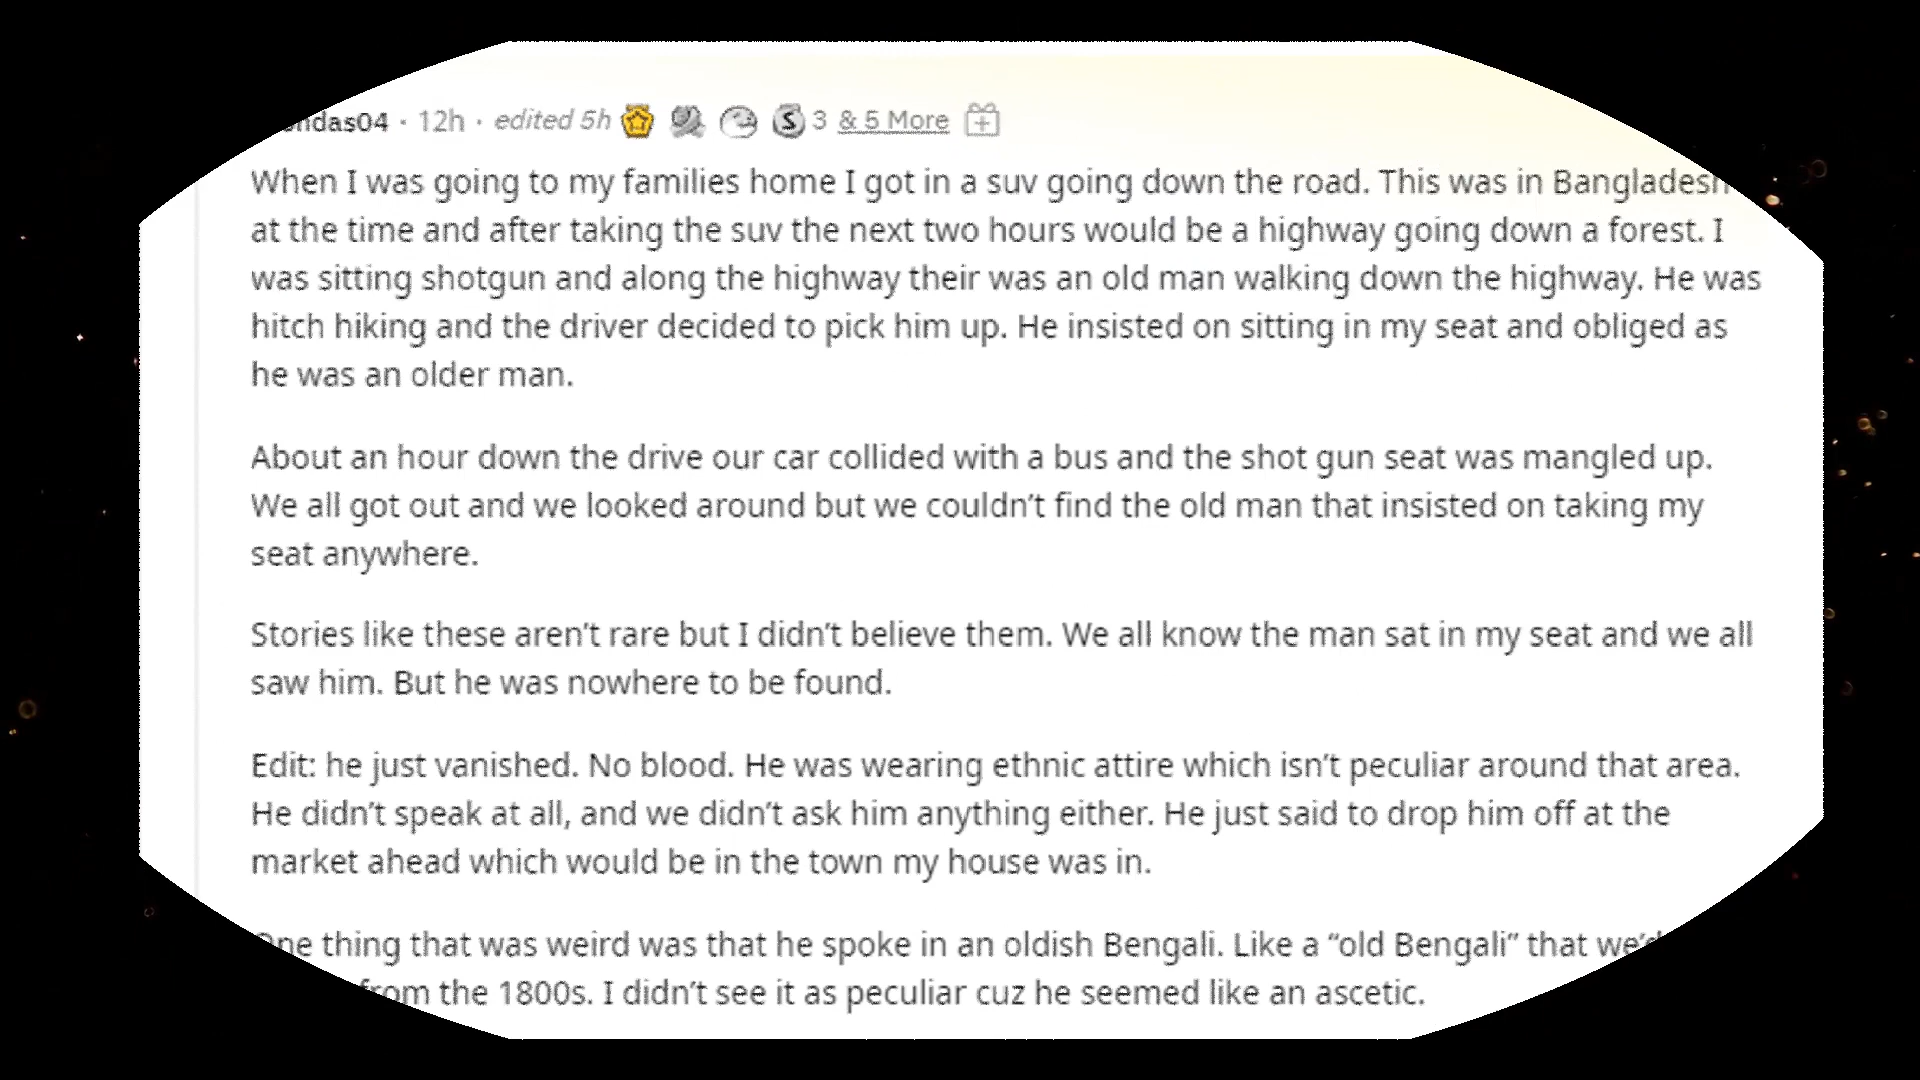 · 12h · edited 5h 3 & 5 More
When I was going to my families home I got in a suv going down the road. This was in Bangladesh
at the time and after taking the suv the next two hours would be a highway going down a forest. I
was sitting shotgun and along the highway their was an old man walking down the highway. He was
hitch hiking and the driver decided to pick him up. He insisted on sitting in my seat and obliged as
he was an older man.
About an hour down the drive our car collided with a bus and the shot gun seat was mangled up.
We all got out and we looked around but we couldn’t find the old man that insisted on taking my
seat anywhere.
Stories like these aren’t rare but I didn’t believe them. We all know the man sat in my seat and we all
saw him. But he was nowhere to be found.
Edit: he just vanished. No blood. He was wearing ethnic attire which isn’t peculiar around that area.
He didn’t speak at all, and we didn’t ask him anything either. He just said to drop him off at the
market ahead which would be in the town my house was in.
One thing that was weird was that he spoke in an oldish Bengali. Like a “old Bengali” that we’d
from the 1800s. I didn’t see it as peculiar cuz he seemed like an ascetic.